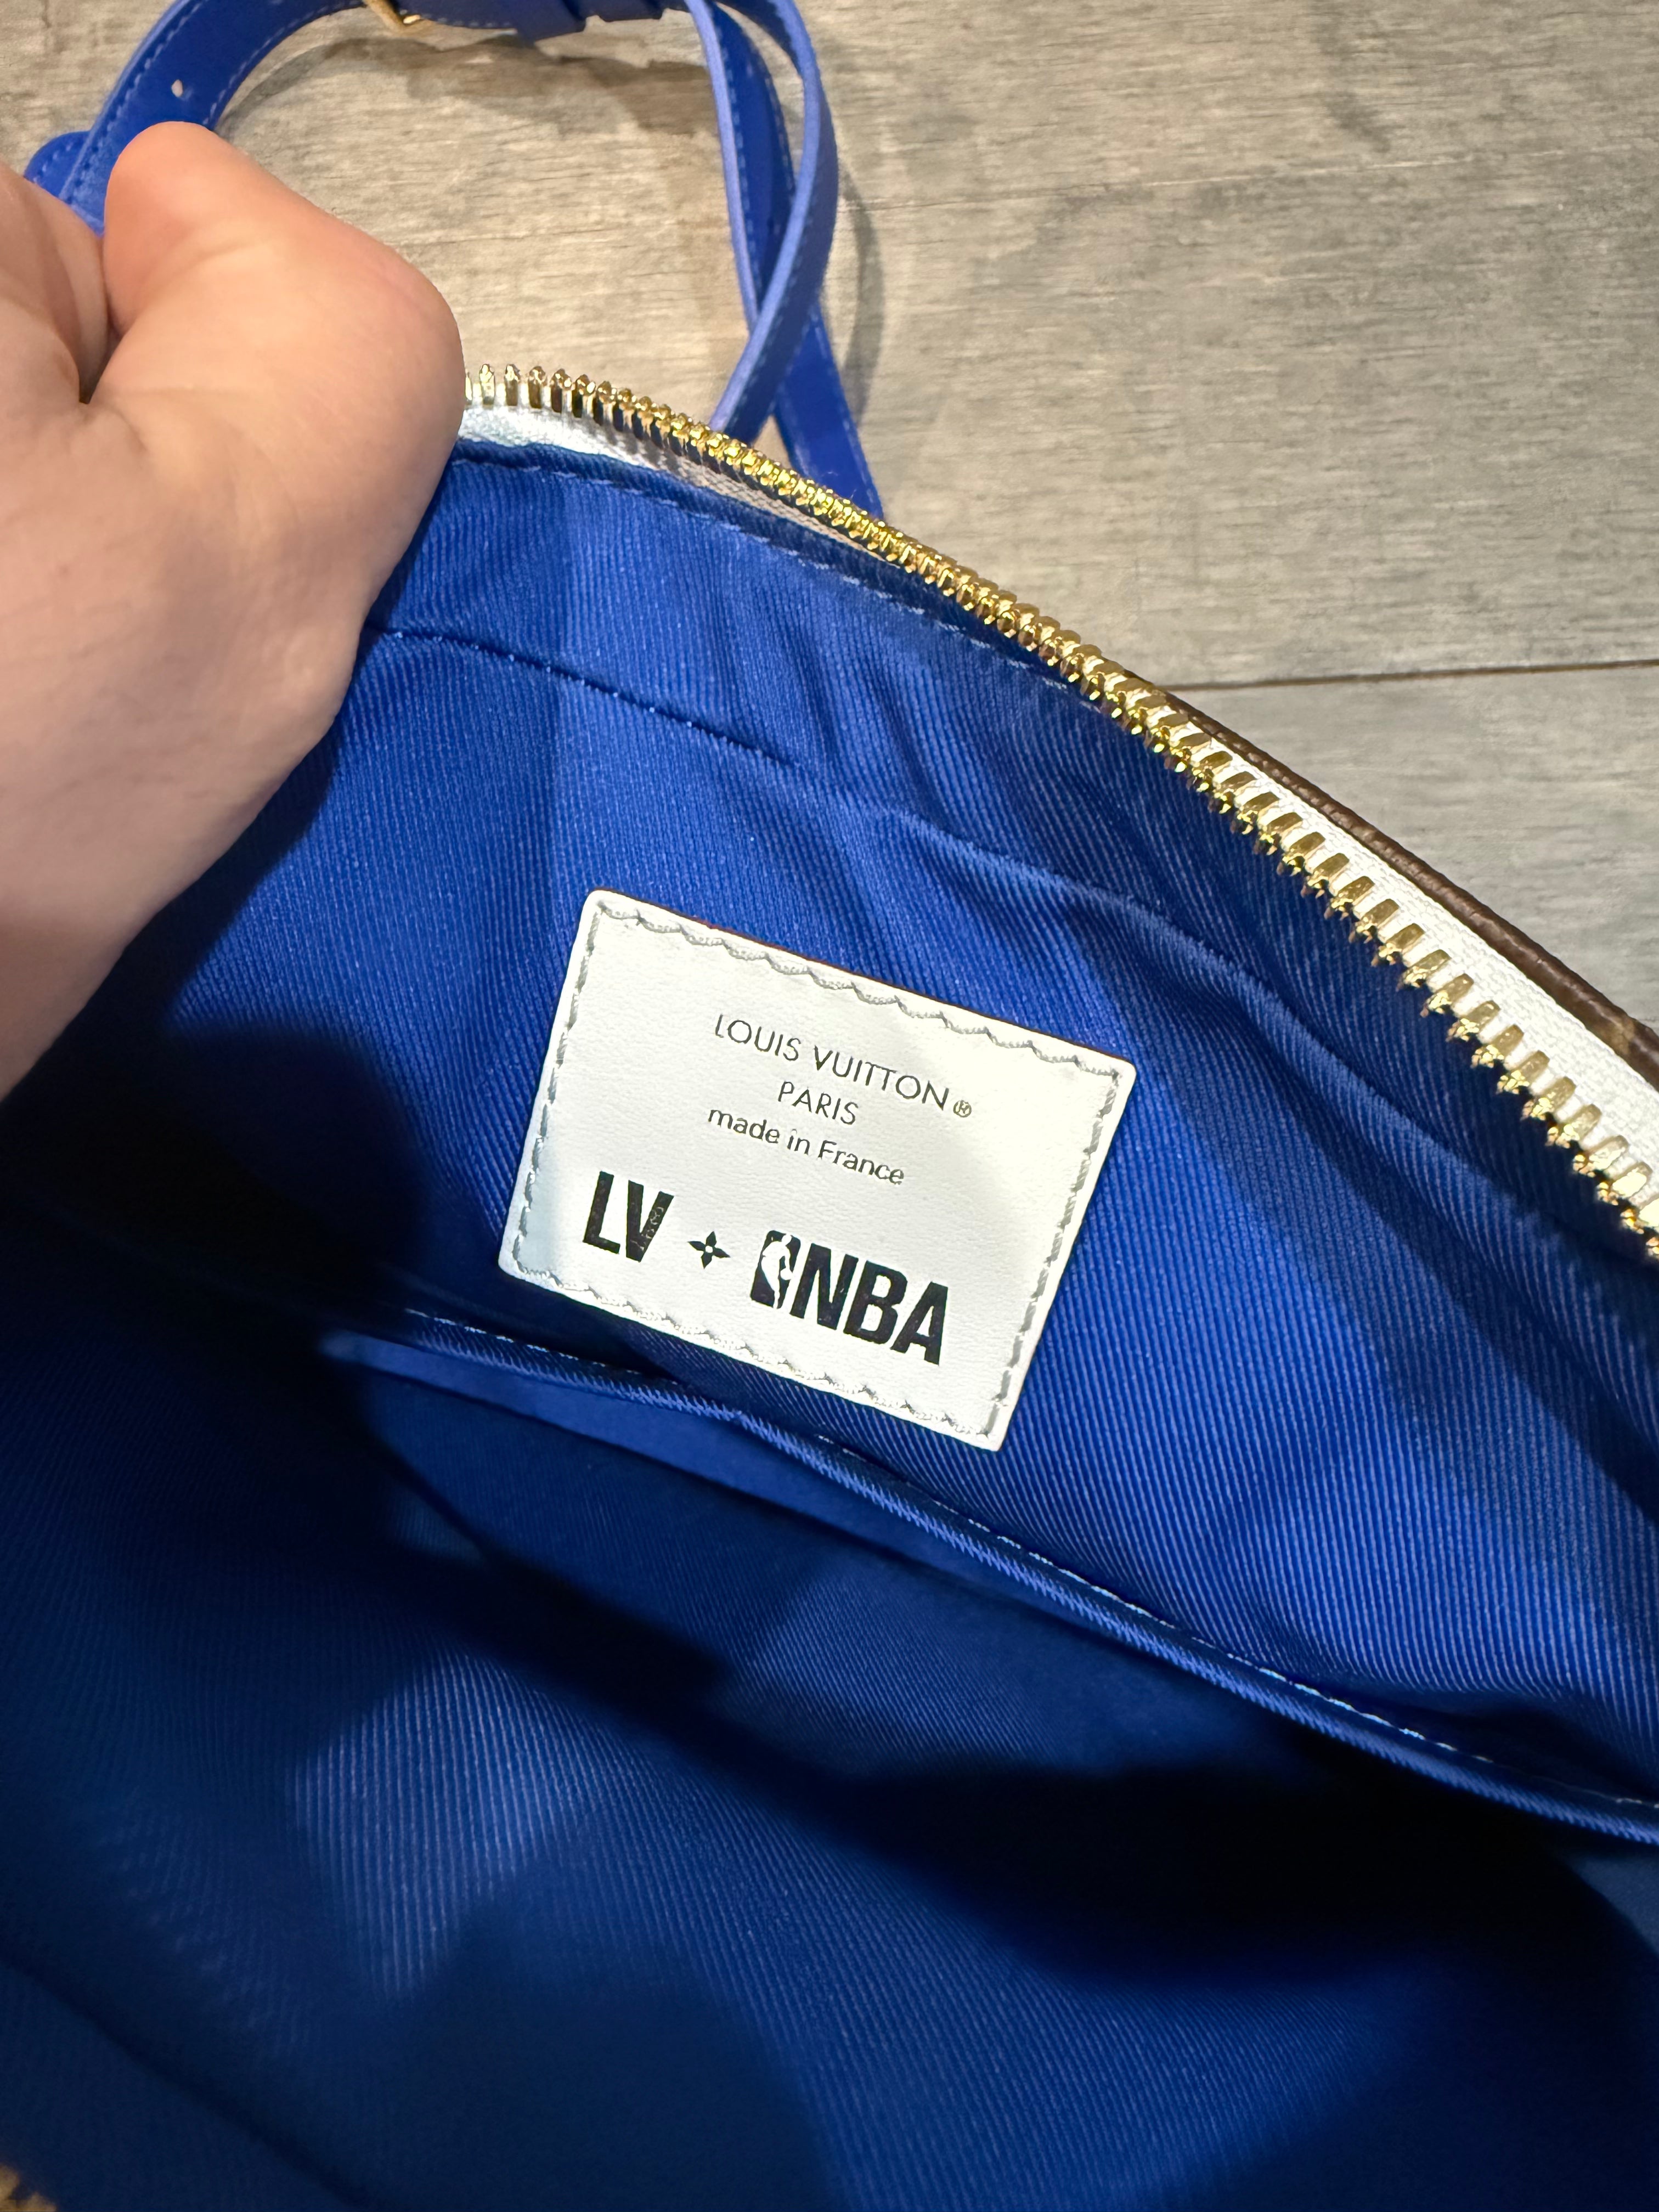 LOUIS VUITTON®
PARIS
made in France
LV NBA